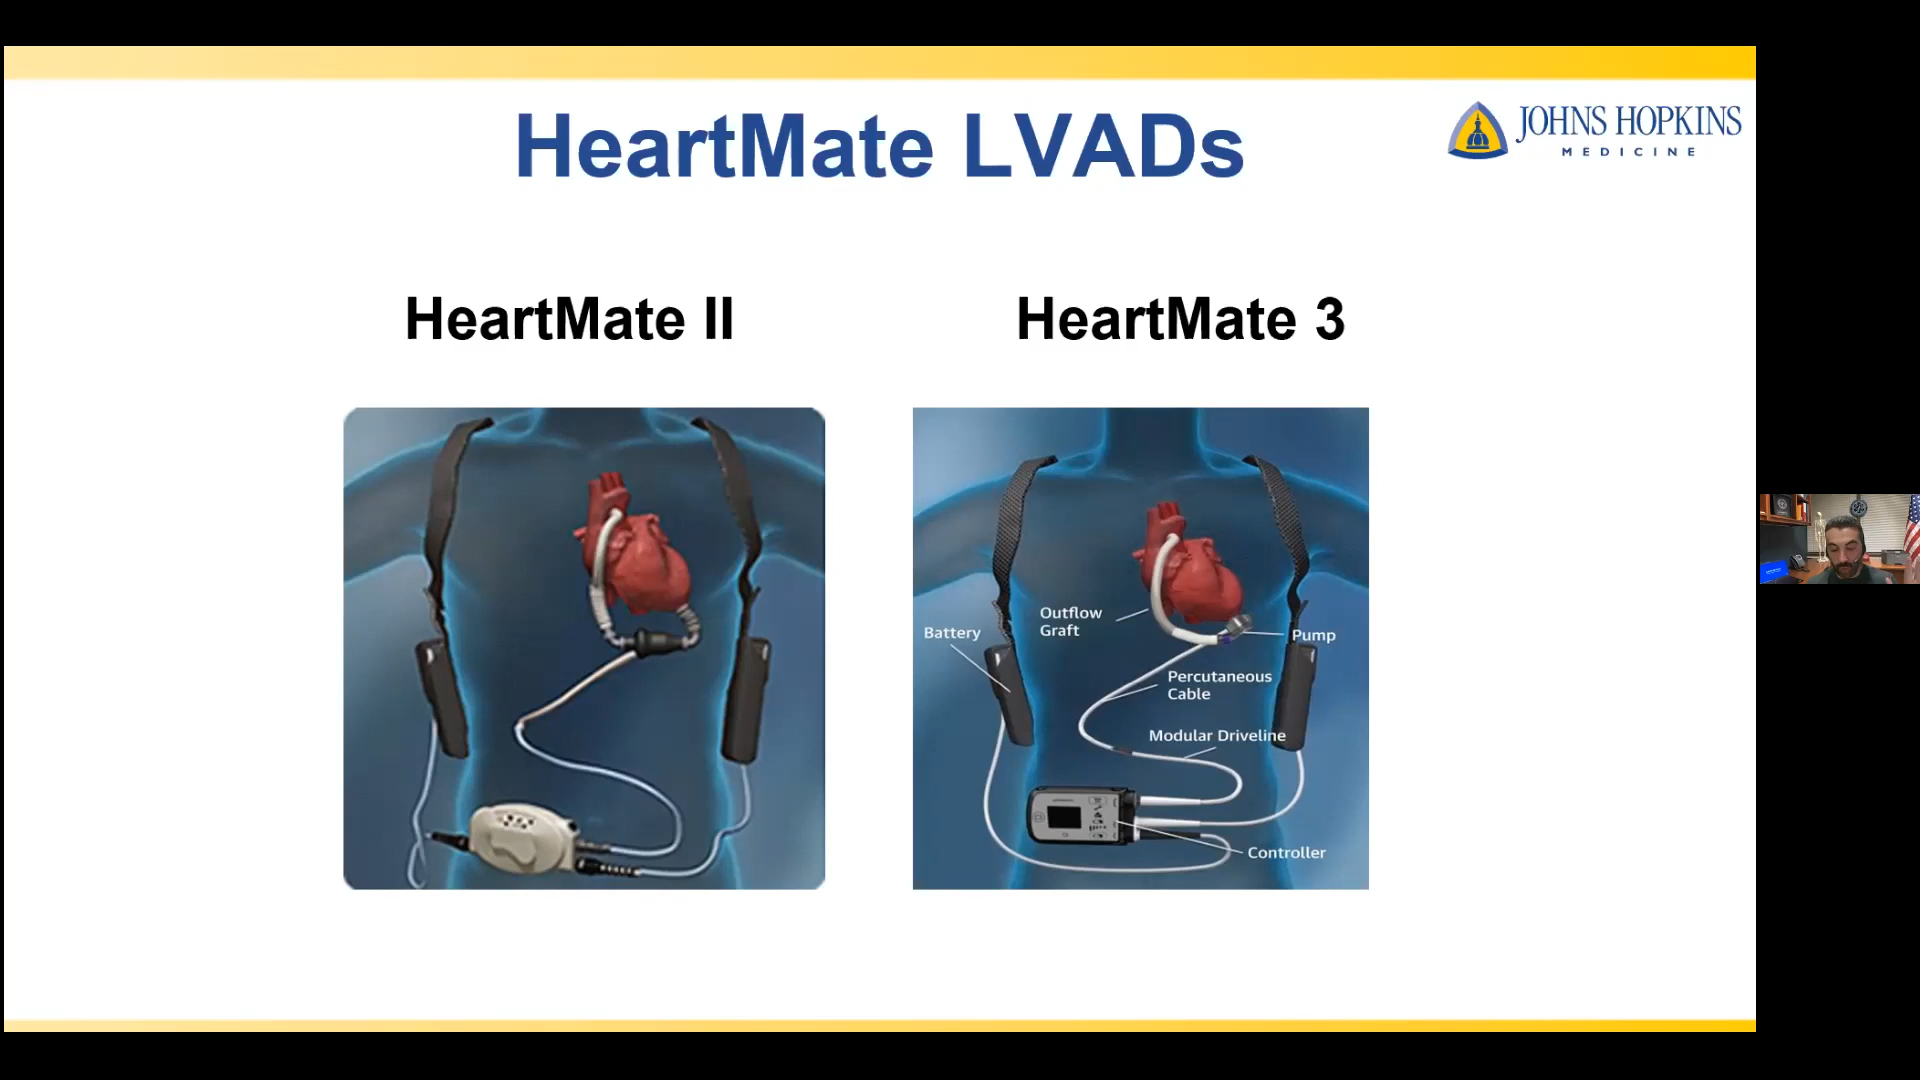 HeartMate LVADs
JOHNS HOPKINS
MEDICINE
HeartMate II
HeartMate 3
Outflow
Graft
Battery
Pump
Percutaneous
Cable
Modular Driveline
Controller